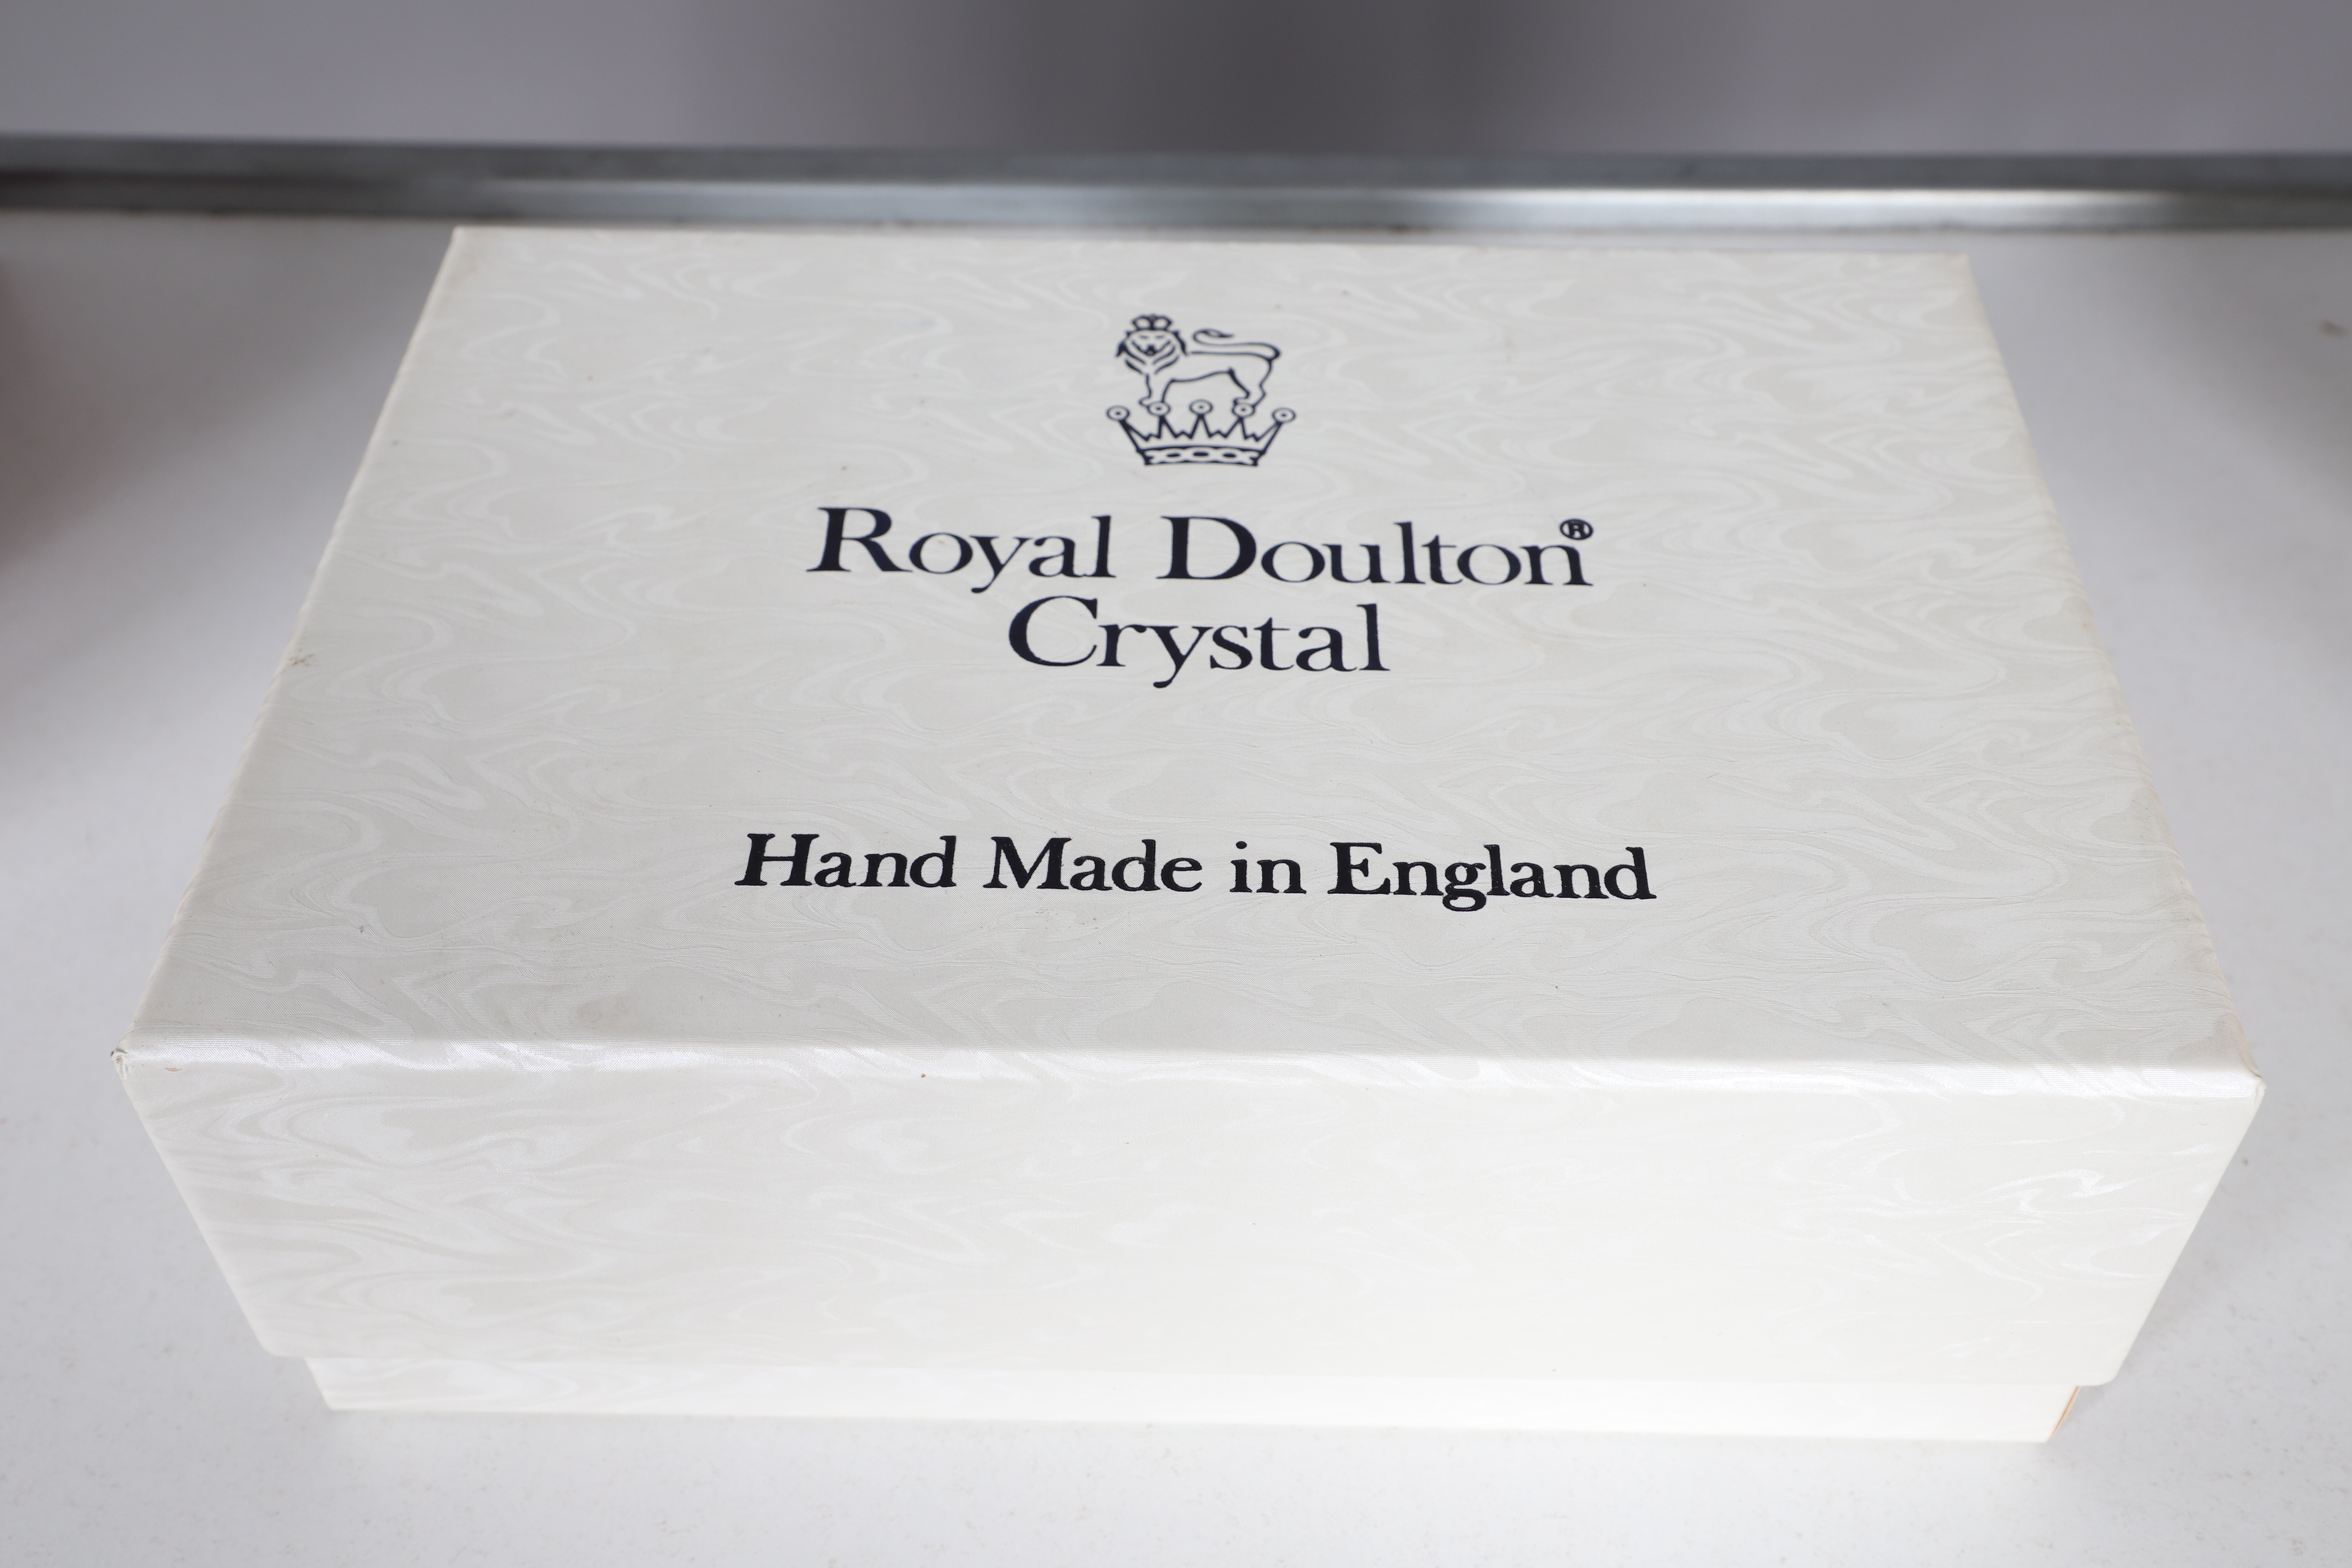 Royal Doulton®
Crystal
Hand Made in England